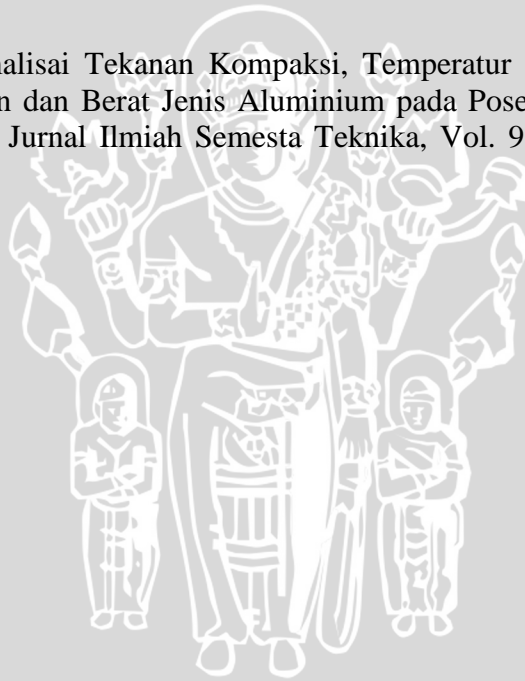 nalisai Tekanan Kompaksi, Temperatur
n dan Berat Jenis Aluminium pada Pose
Jurnal Ilmiah Semesta Teknika, Vol. 9